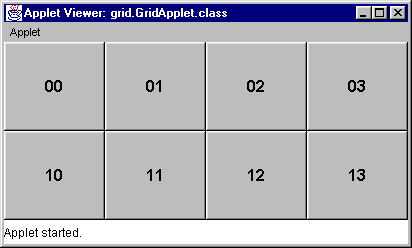 Applet Viewer: grid.GridApplet.class
Applet
00 01 02 03
10 11 12 13
Applet started.